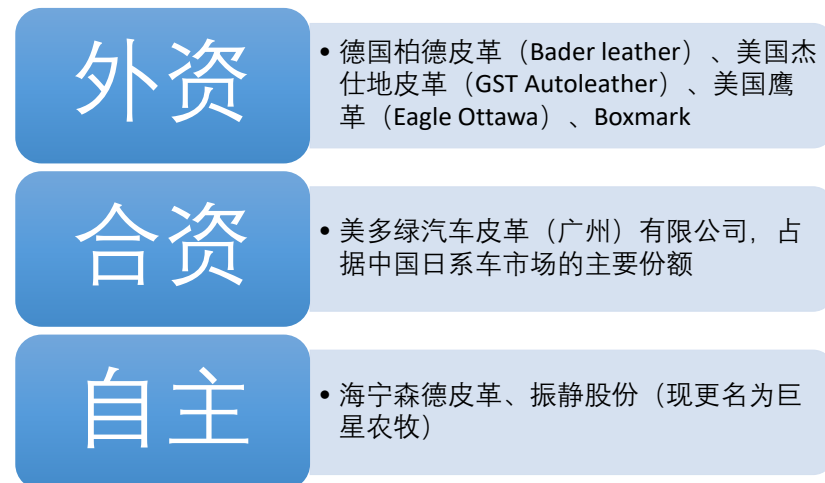 外资
• 德国柏德皮革（Bader leather）、美国杰
仕地皮革（GST Autoleather）、美国鹰
革（Eagle Ottawa）、Boxmark
合资
• 美多绿汽车皮革（广州）有限公司，占
据中国日系车市场的主要份额
自主
• 海宁森德皮革、振静股份（现更名为巨
星农牧）